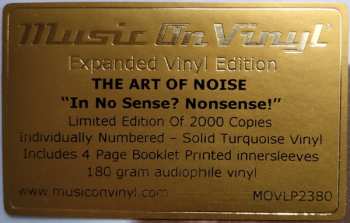 Music On Vinyl
Expanded Vinyl Edition
THE ART OF NOISE
"In No Sense? Nonsense!"
Limited Edition Of 2000 Copies
Individually Numbered – Solid Turquoise Vinyl
Includes 4 Page Booklet Printed innersleeves
180 gram audiophile vinyl
www.musiconvinyl.com MOVLP2380